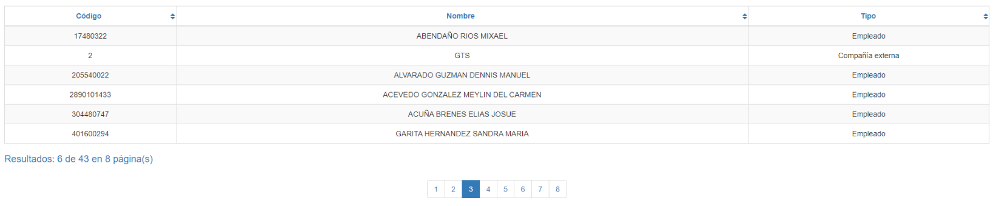 Código Nombre Tipo
17480322 ABENDAÑO RIOS MIXAEL Empleado
2 GTS Compañía externa
205540022 ALVARADO GUZMAN DENNIS MANUEL Empleado
2890101433 ACEVEDO GONZALEZ MEYLIN DEL CARMEN Empleado
304480747 ACUÑA BRENES ELIAS JOSUE Empleado
401600294 GARITA HERNANDEZ SANDRA MARIA Empleado
Resultados: 6 de 43 en 8 página(s)
1 2 3 4 5 6 7 8